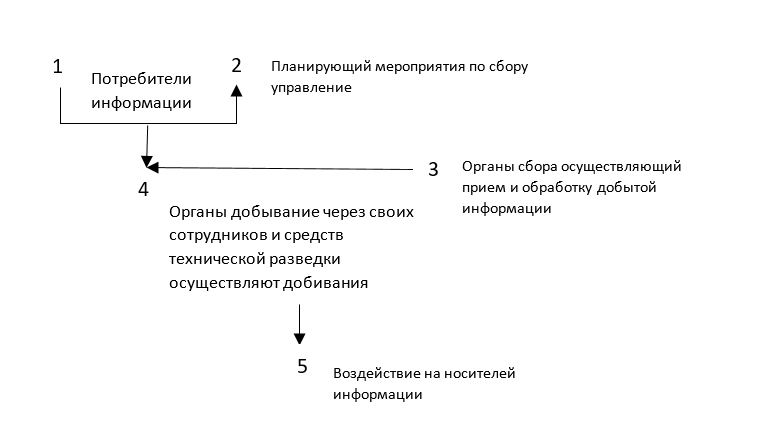 1
Потребители
информации
2
Планирующий мероприятия по сбору
управление
3
Органы сбора осуществляющий
прием и обработку добытой
информации
4
Органы добывание через своих
сотрудников и средств
технической разведки
осуществляют добивания
5
Воздействие на носителей
информации